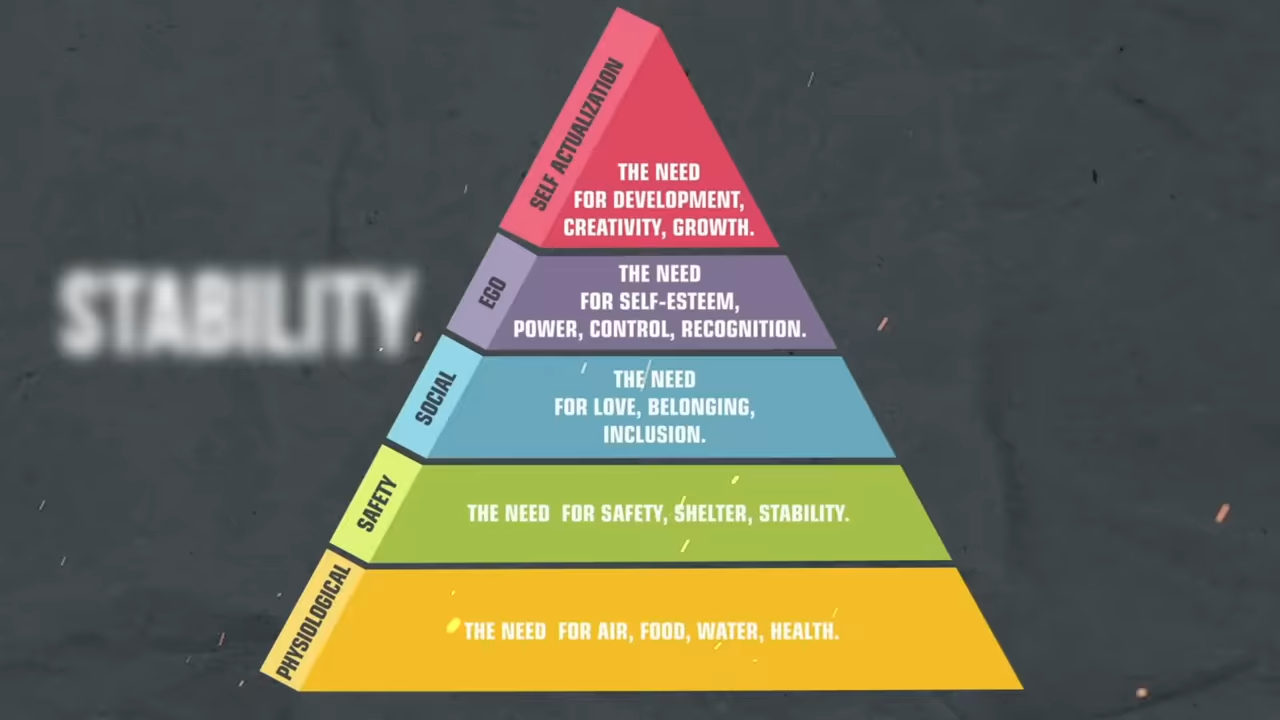 SELF ACTUALIZATION
THE NEED
FOR DEVELOPMENT,
CREATIVITY, GROWTH.
EGO
THE NEED
FOR SELF-ESTEEM,
POWER, CONTROL, RECOGNITION.
STABILITY
SOCIAL
THE NEED
FOR LOVE, BELONGING,
INCLUSION.
SAFETY
THE NEED FOR SAFETY, SHELTER, STABILITY.
PHYSIOLOGICAL
THE NEED FOR AIR, FOOD, WATER, HEALTH.